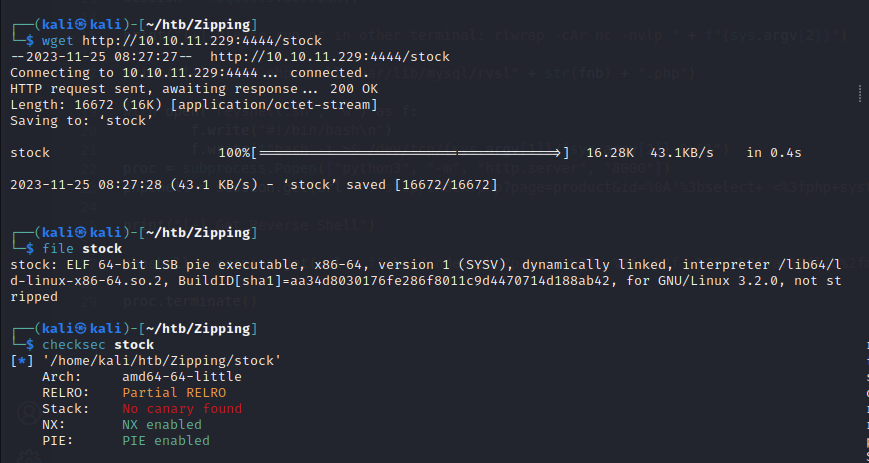 ┌──(kali㉿kali)-[~/htb/Zipping]
└─$ wget http://10.10.11.229:4444/stock
--2023-11-25 08:27:27--  http://10.10.11.229:4444/stock
Connecting to 10.10.11.229:4444... connected.
HTTP request sent, awaiting response... 200 OK
Length: 16672 (16K) [application/octet-stream]
Saving to: ‘stock’
stock 100%[===================================>] 16.28K 43.1KB/s in 0.4s
2023-11-25 08:27:28 (43.1 KB/s) - ‘stock’ saved [16672/16672]
┌──(kali㉿kali)-[~/htb/Zipping]
└─$ file stock
stock: ELF 64-bit LSB pie executable, x86-64, version 1 (SYSV), dynamically linked, interpreter /lib64/l
d-linux-x86-64.so.2, BuildID[sha1]=aa34d8030176fe286f8011c9d4470714d188ab42, for GNU/Linux 3.2.0, not st
ripped
┌──(kali㉿kali)-[~/htb/Zipping]
└─$ checksec stock
[*] '/home/kali/htb/Zipping/stock'
Arch: amd64-64-little
RELRO: Partial RELRO
Stack: No canary found
NX: NX enabled
PIE: PIE enabled